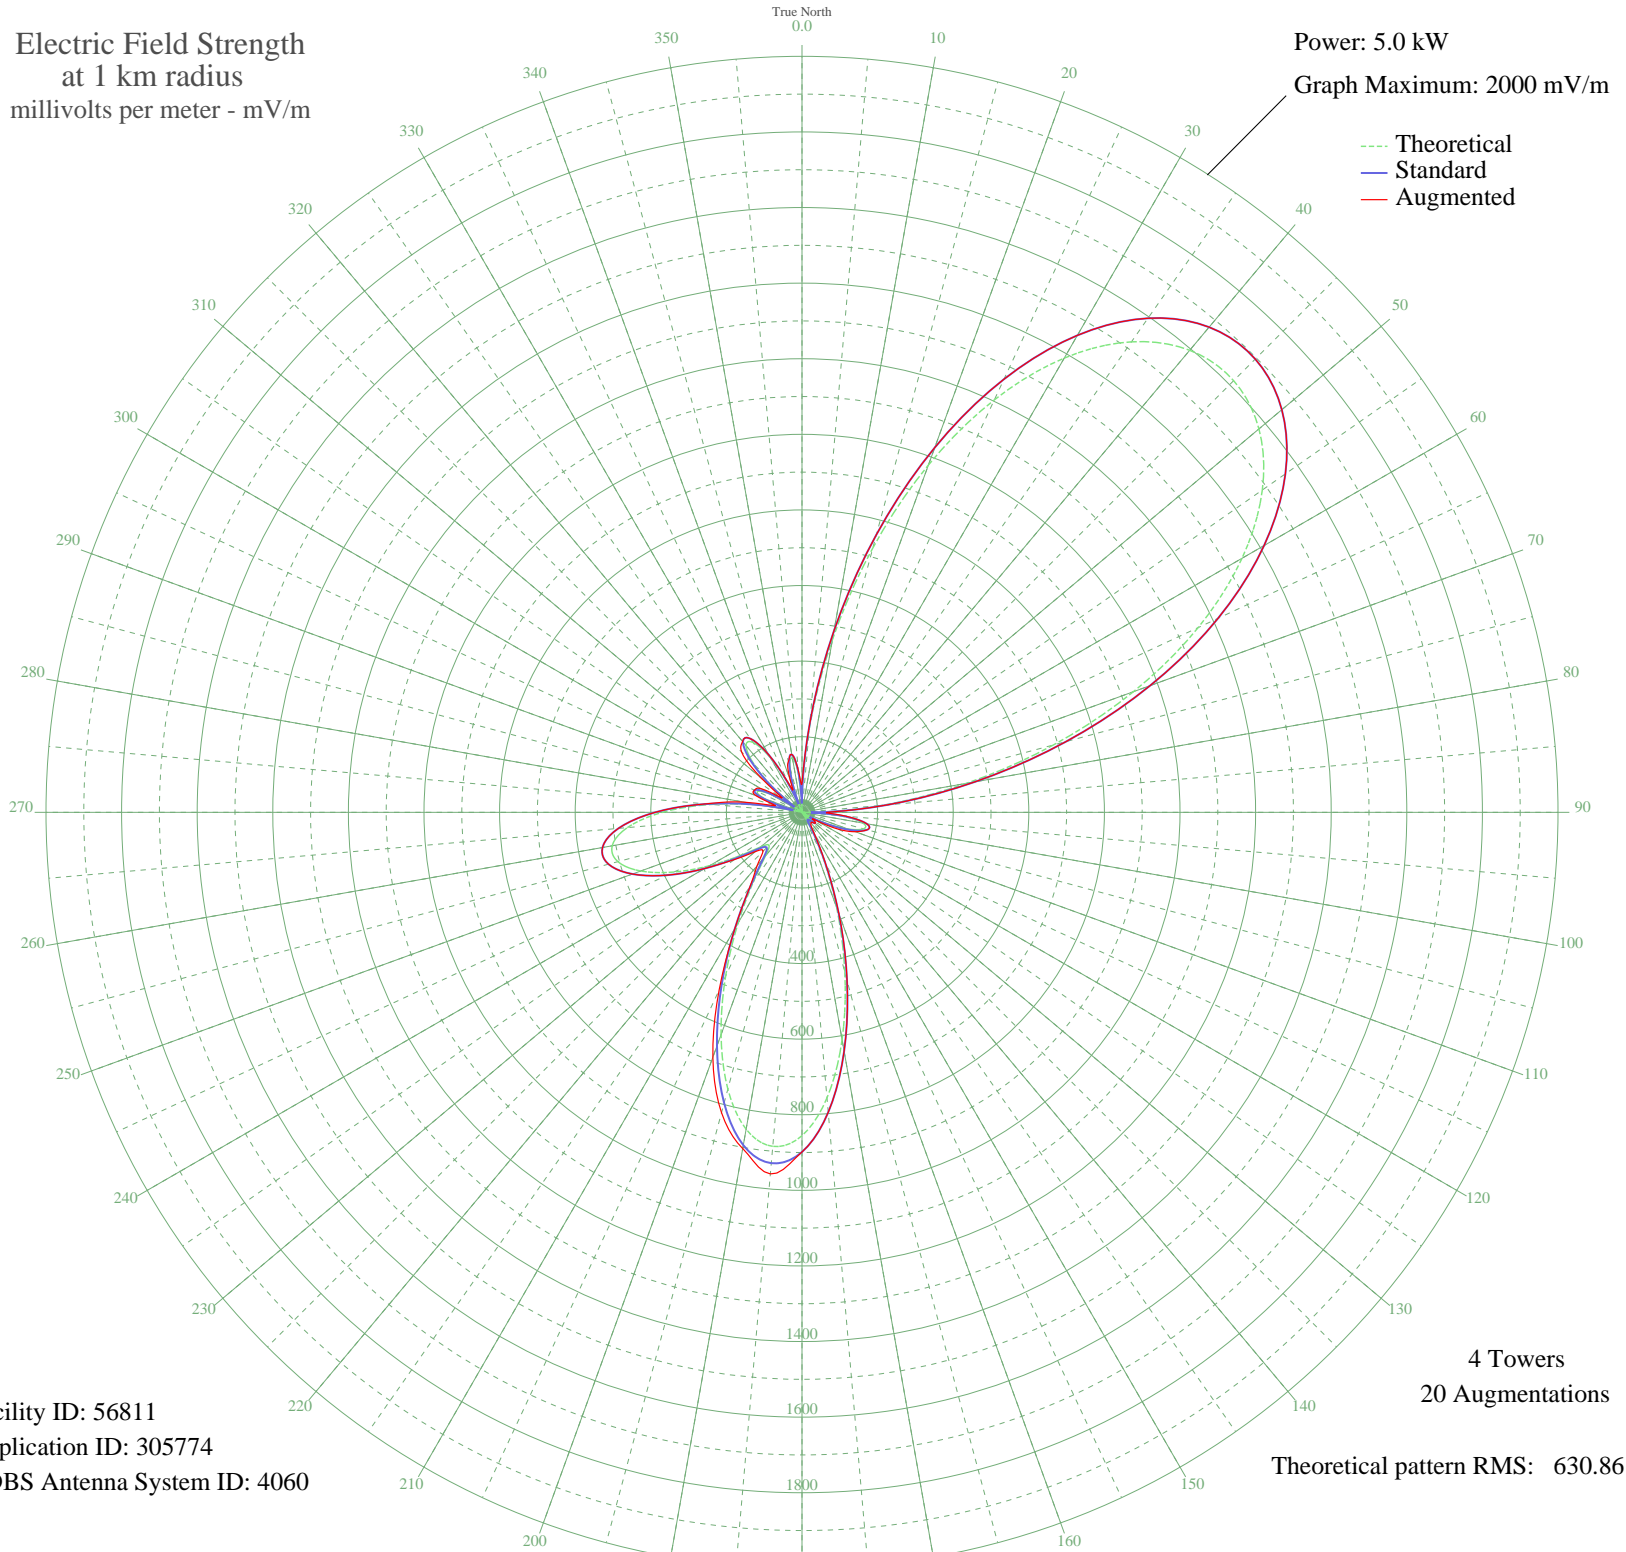 True North
0.0
Electric Field Strength
at 1 km radius
millivolts per meter - mV/m
Power: 5.0 kW
Graph Maximum: 2000 mV/m
Theoretical
Standard
Augmented
10
20
30
40
50
60
70
80
90
100
110
120
130
140
150
160
200
210
220
230
240
250
260
270
280
290
300
310
320
330
340
350
400
600
800
1000
1200
1400
1600
1800
4 Towers
20 Augmentations
Theoretical pattern RMS: 630.86
cility ID: 56811
plication ID: 305774
DBS Antenna System ID: 4060